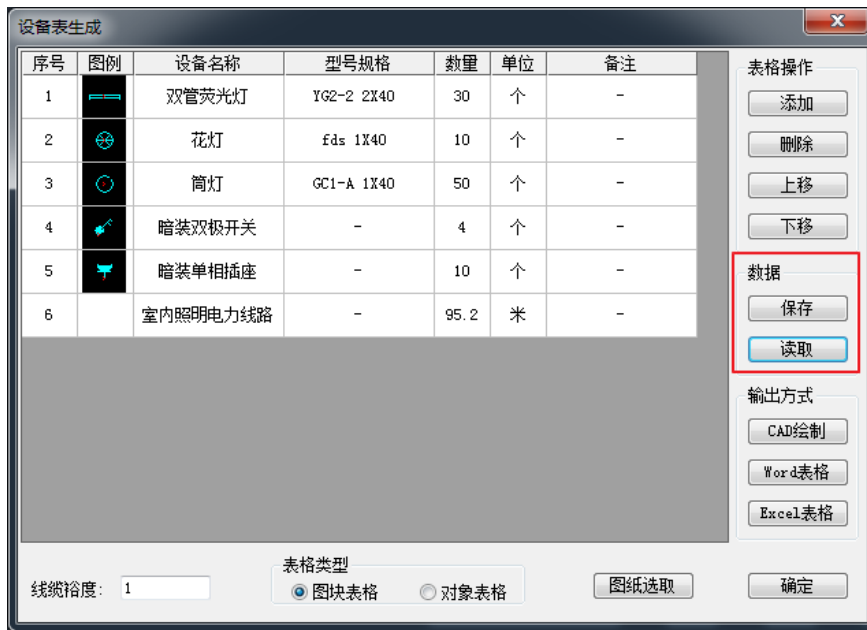 设备表生成
序号 图例 设备名称 型号规格 数量 单位 备注
1 双管荧光灯 YG2-2 2X40 30 个 -
2 花灯 fds 1X40 10 个 -
3 筒灯 GC1-A 1X40 50 个 -
4 暗装双极开关 - 4 个 -
5 暗装单相插座 - 10 个 -
6 室内照明电力线路 - 95.2 米 -
表格操作
添加
删除
上移
下移
数据
保存
读取
输出方式
CAD绘制
Word表格
Excel表格
线缆裕度: 1
表格类型
图块表格 对象表格
图纸选取
确定